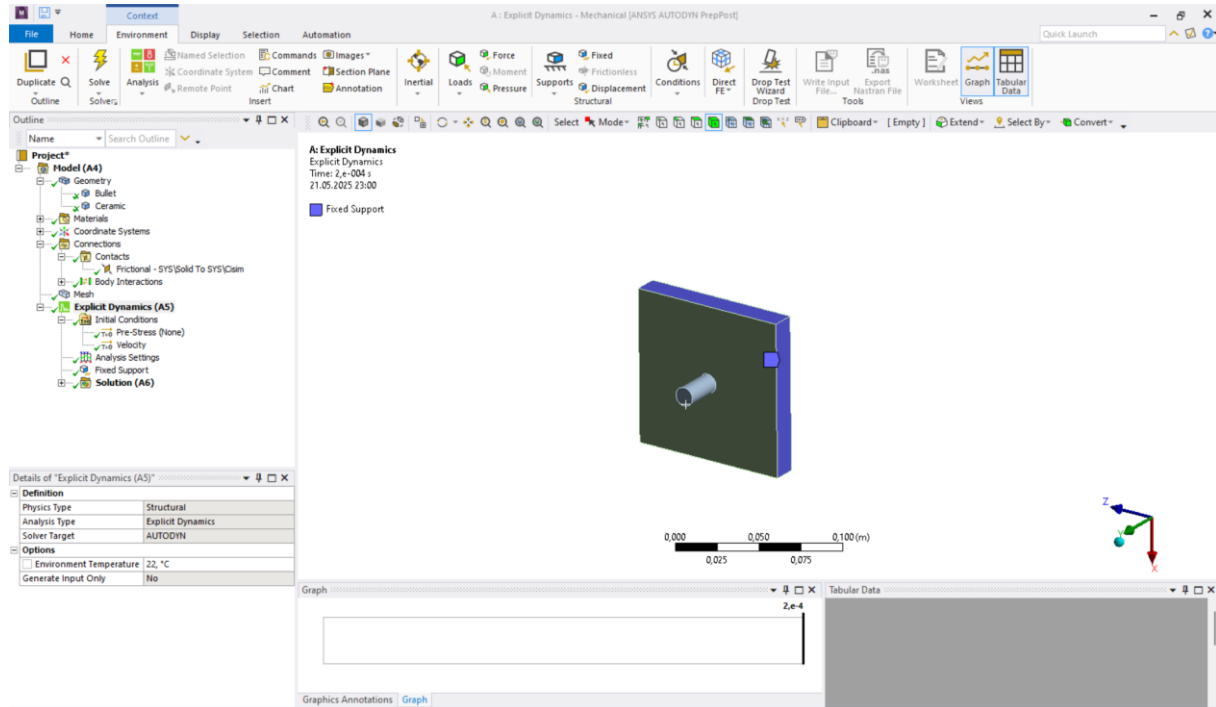 Context
A : Explicit Dynamics - Mechanical [ANSYS AUTODYN PrepPost]
File Home Environment Display Selection Automation
Quick Launch
Duplicate
Outline
Solve
Solvers
Analysis
Named Selection
Coordinate System
Remote Point
Commands
Comment
Chart
Images
Section Plane
Annotation
Insert
Inertial
Loads
Force
Moment
Pressure
Supports
Fixed
Frictionless
Displacement
Structural
Conditions
Direct
FE
Drop Test
Wizard
Drop Test
Write Input
File...
.nas
Export
Nastran File
Tools
Worksheet
Graph
Tabular
Data
Views
Outline
Name
Search Outline
Select Mode Clipboard [ Empty ] Extend Select By Convert
Project*
Model (A4)
Geometry
Bullet
Ceramic
Materials
Coordinate Systems
Connections
Contacts
Frictional - SYS\Solid To SYS\Cisim
Body Interactions
Mesh
Explicit Dynamics (A5)
Initial Conditions
T=0 Pre-Stress (None)
T=0 Velocity
Analysis Settings
Fixed Support
Solution (A6)
A: Explicit Dynamics
Explicit Dynamics
Time: 2,e-004 s
21.05.2025 23:00
Fixed Support
Details of "Explicit Dynamics (A5)"
Definition
Physics Type Structural
Analysis Type Explicit Dynamics
Solver Target AUTODYN
Options
Environment Temperature 22, °C
Generate Input Only No
0,000 0,050 0,100 (m)
0,025 0,075
Z
Y
X
Graph
2,e-4
Graphics Annotations Graph
Tabular Data